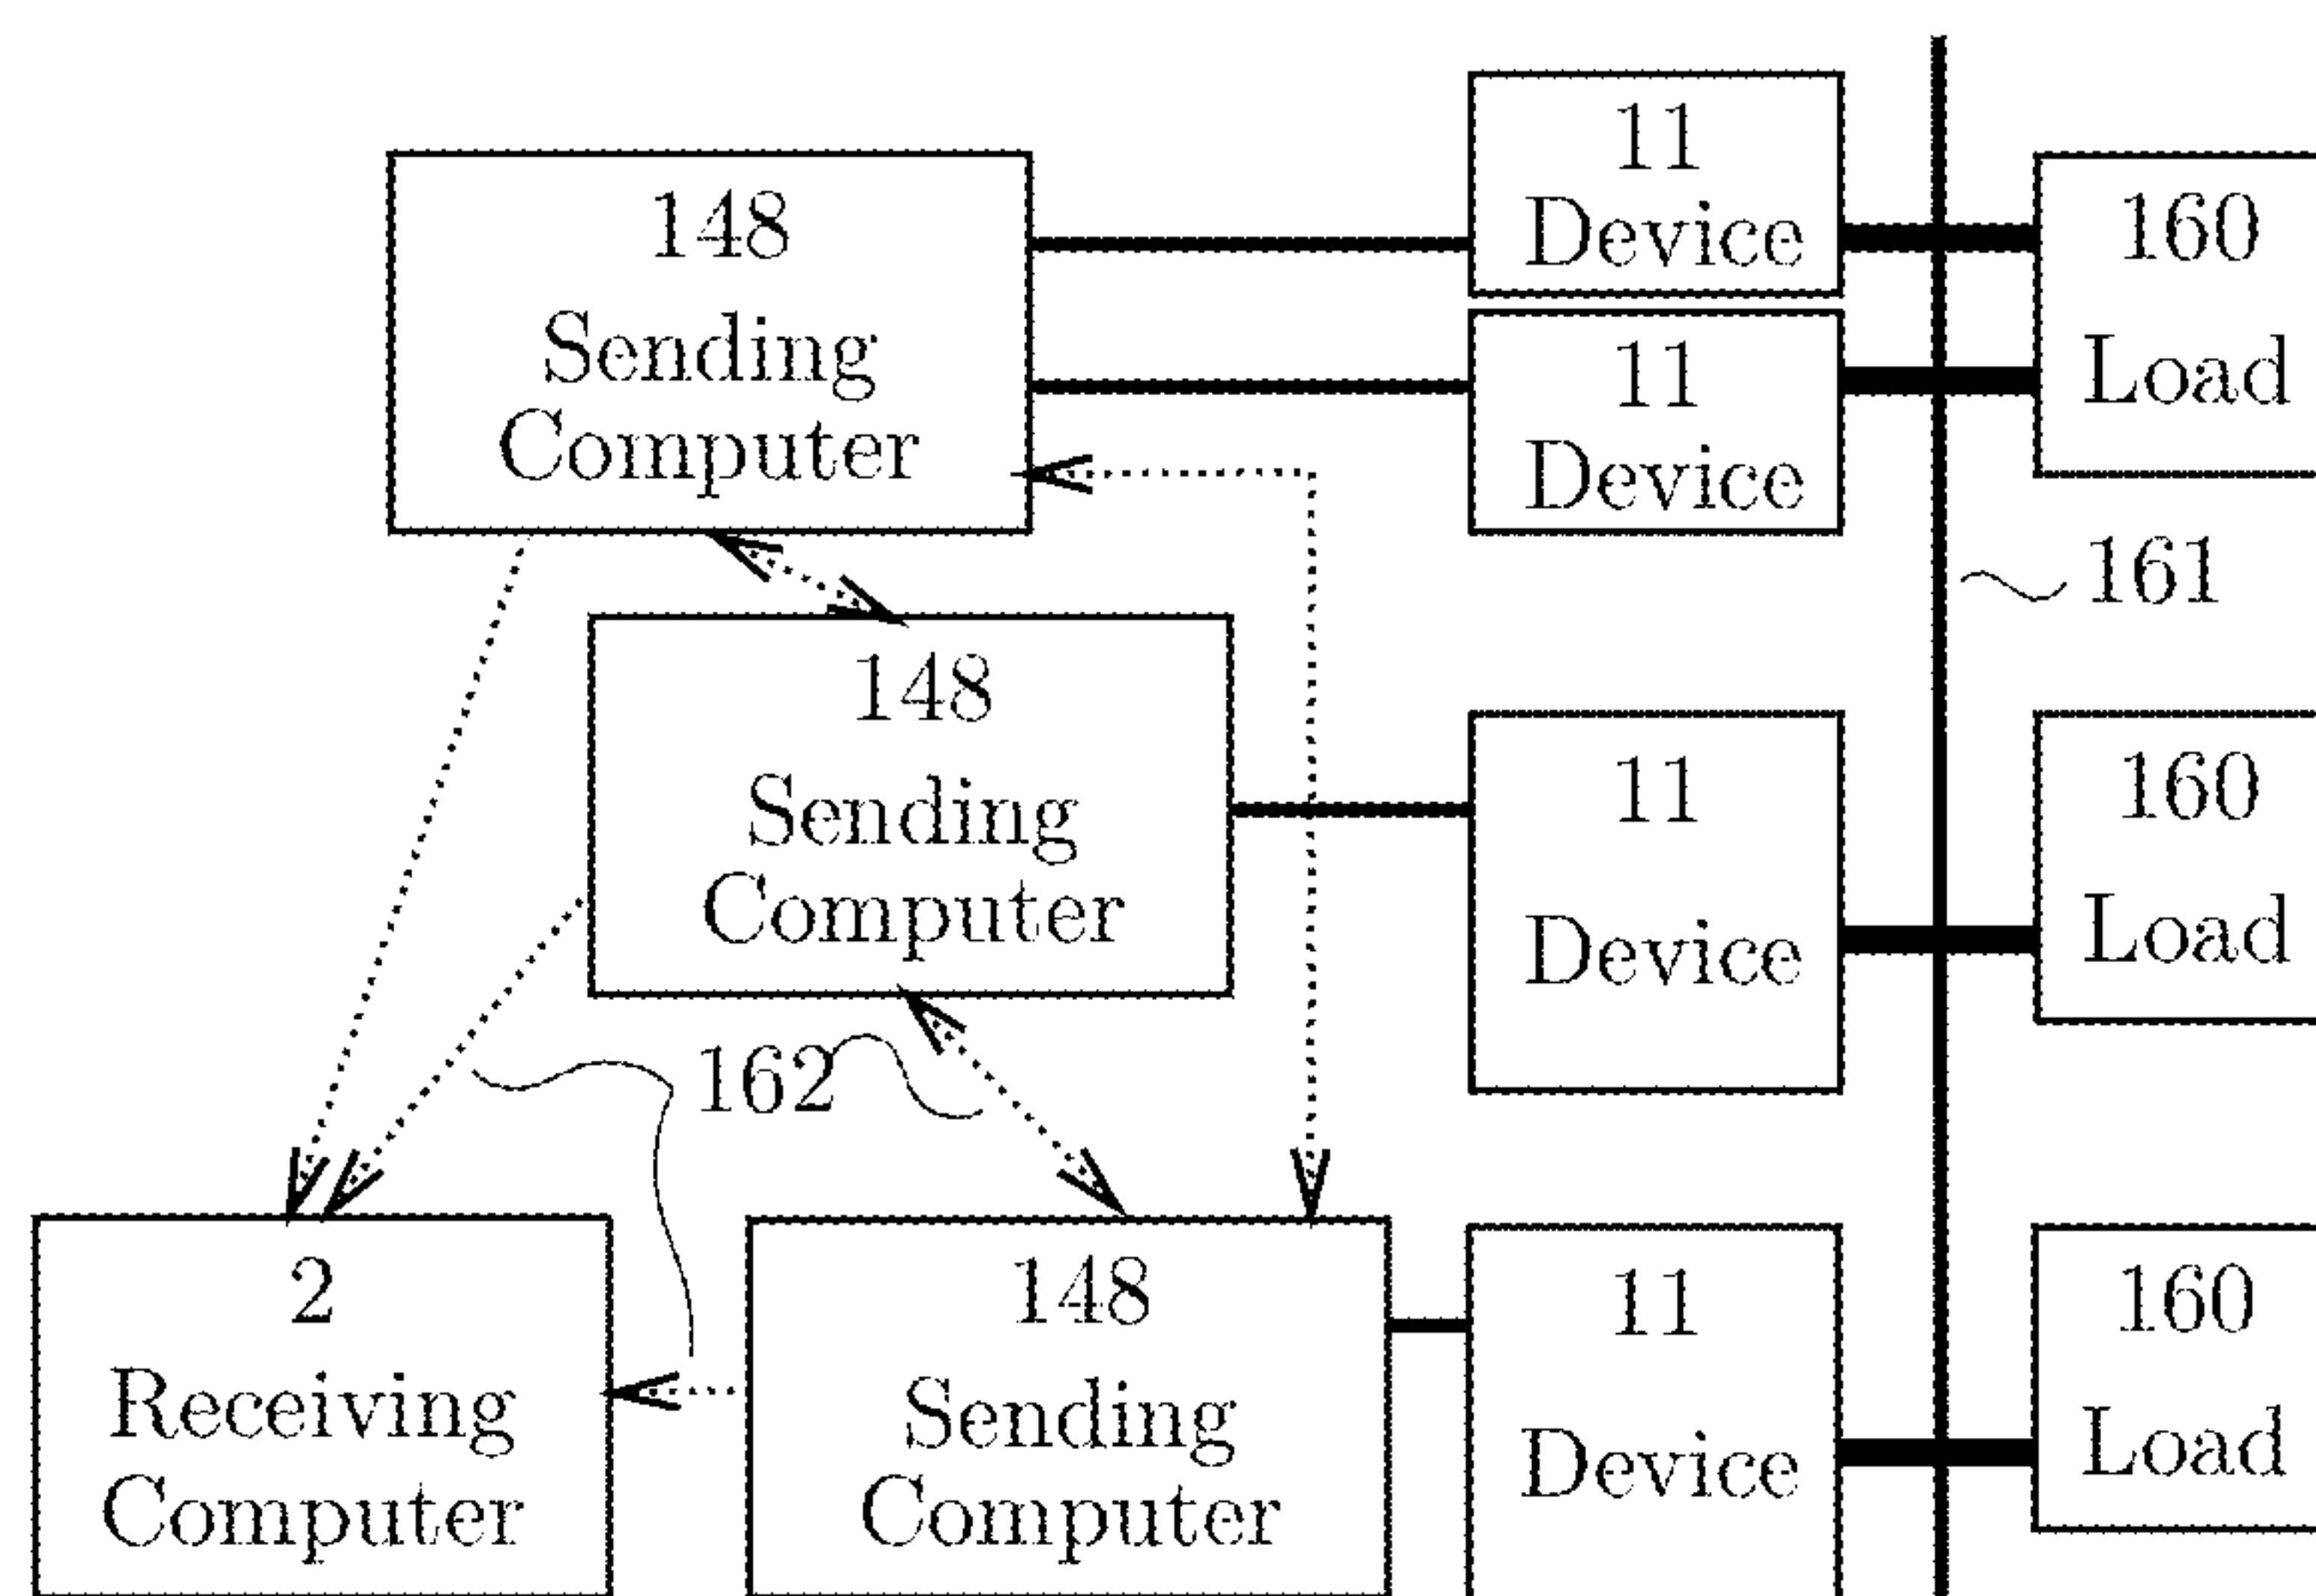 148
Sending
Computer
11
Device
160
Load
11
Device
161
148
Sending
Computer
11
Device
160
Load
162
2
Receiving
Computer
148
Sending
Computer
11
Device
160
Load